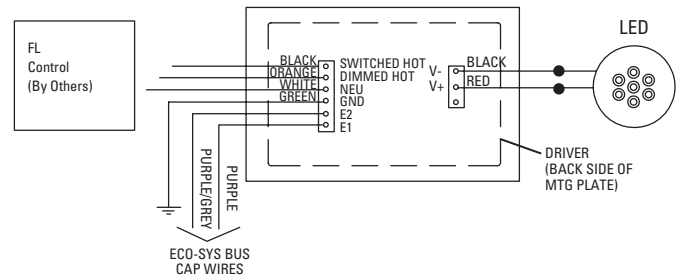 FL
Control
(By Others)
BLACK
ORANGE
WHITE
GREEN
SWITCHED HOT
DIMMED HOT
NEU
GND
E2
E1
V-
V+
BLACK
RED
LED
DRIVER
(BACK SIDE OF
MTG PLATE)
PURPLE/GREY
PURPLE
ECO-SYS BUS
CAP WIRES